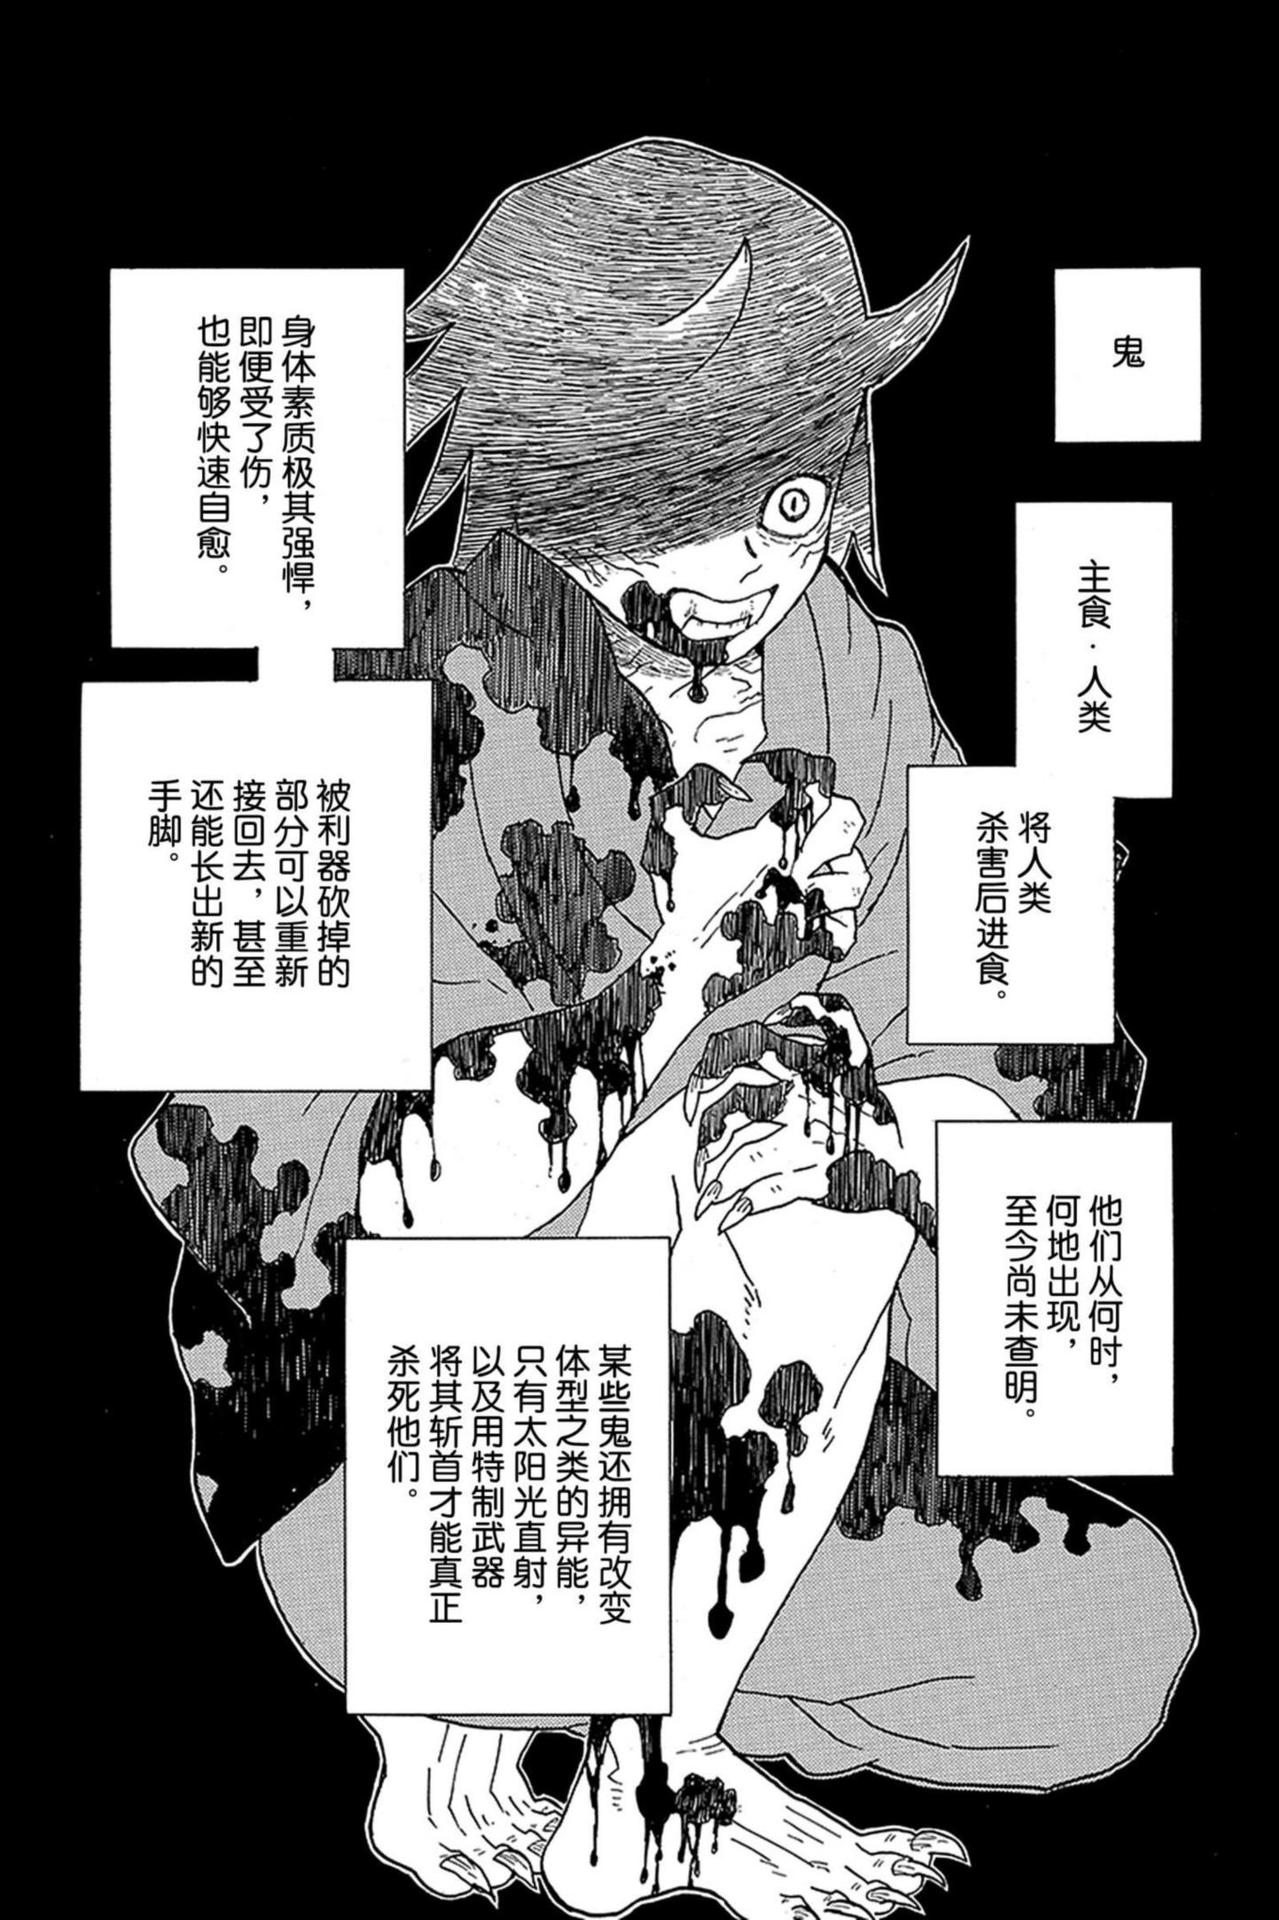 鬼
主食·人类
将人类
杀害后进食。
他们从何时，
何地出现，
至今尚未查明。
身体素质极其强悍，
即便受了伤，
也能够快速自愈。
被利器砍掉的
部分可以重新
接回去，甚至
还能长出新的
手脚。
某些鬼还拥有改变
体型之类的异能，
只有太阳光直射，
以及用特制武器
将其斩首才能真正
杀死他们。